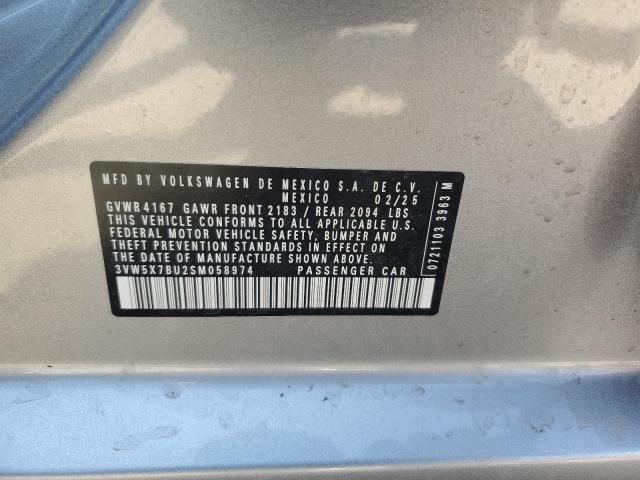 MFD BY VOLKSWAGEN DE MEXICO S.A. DE C.V.
MEXICO 02/25
GVWR 4167 GAWR FRONT 2183 / REAR 2094 LBS
THIS VEHICLE CONFORMS TO ALL APPLICABLE U.S.
FEDERAL MOTOR VEHICLE SAFETY, BUMPER AND
THEFT PREVENTION STANDARDS IN EFFECT ON
THE DATE OF MANUFACTURE SHOWN ABOVE.
3VW5X7BU2SM058974 PASSENGER CAR
0721103 3963 M